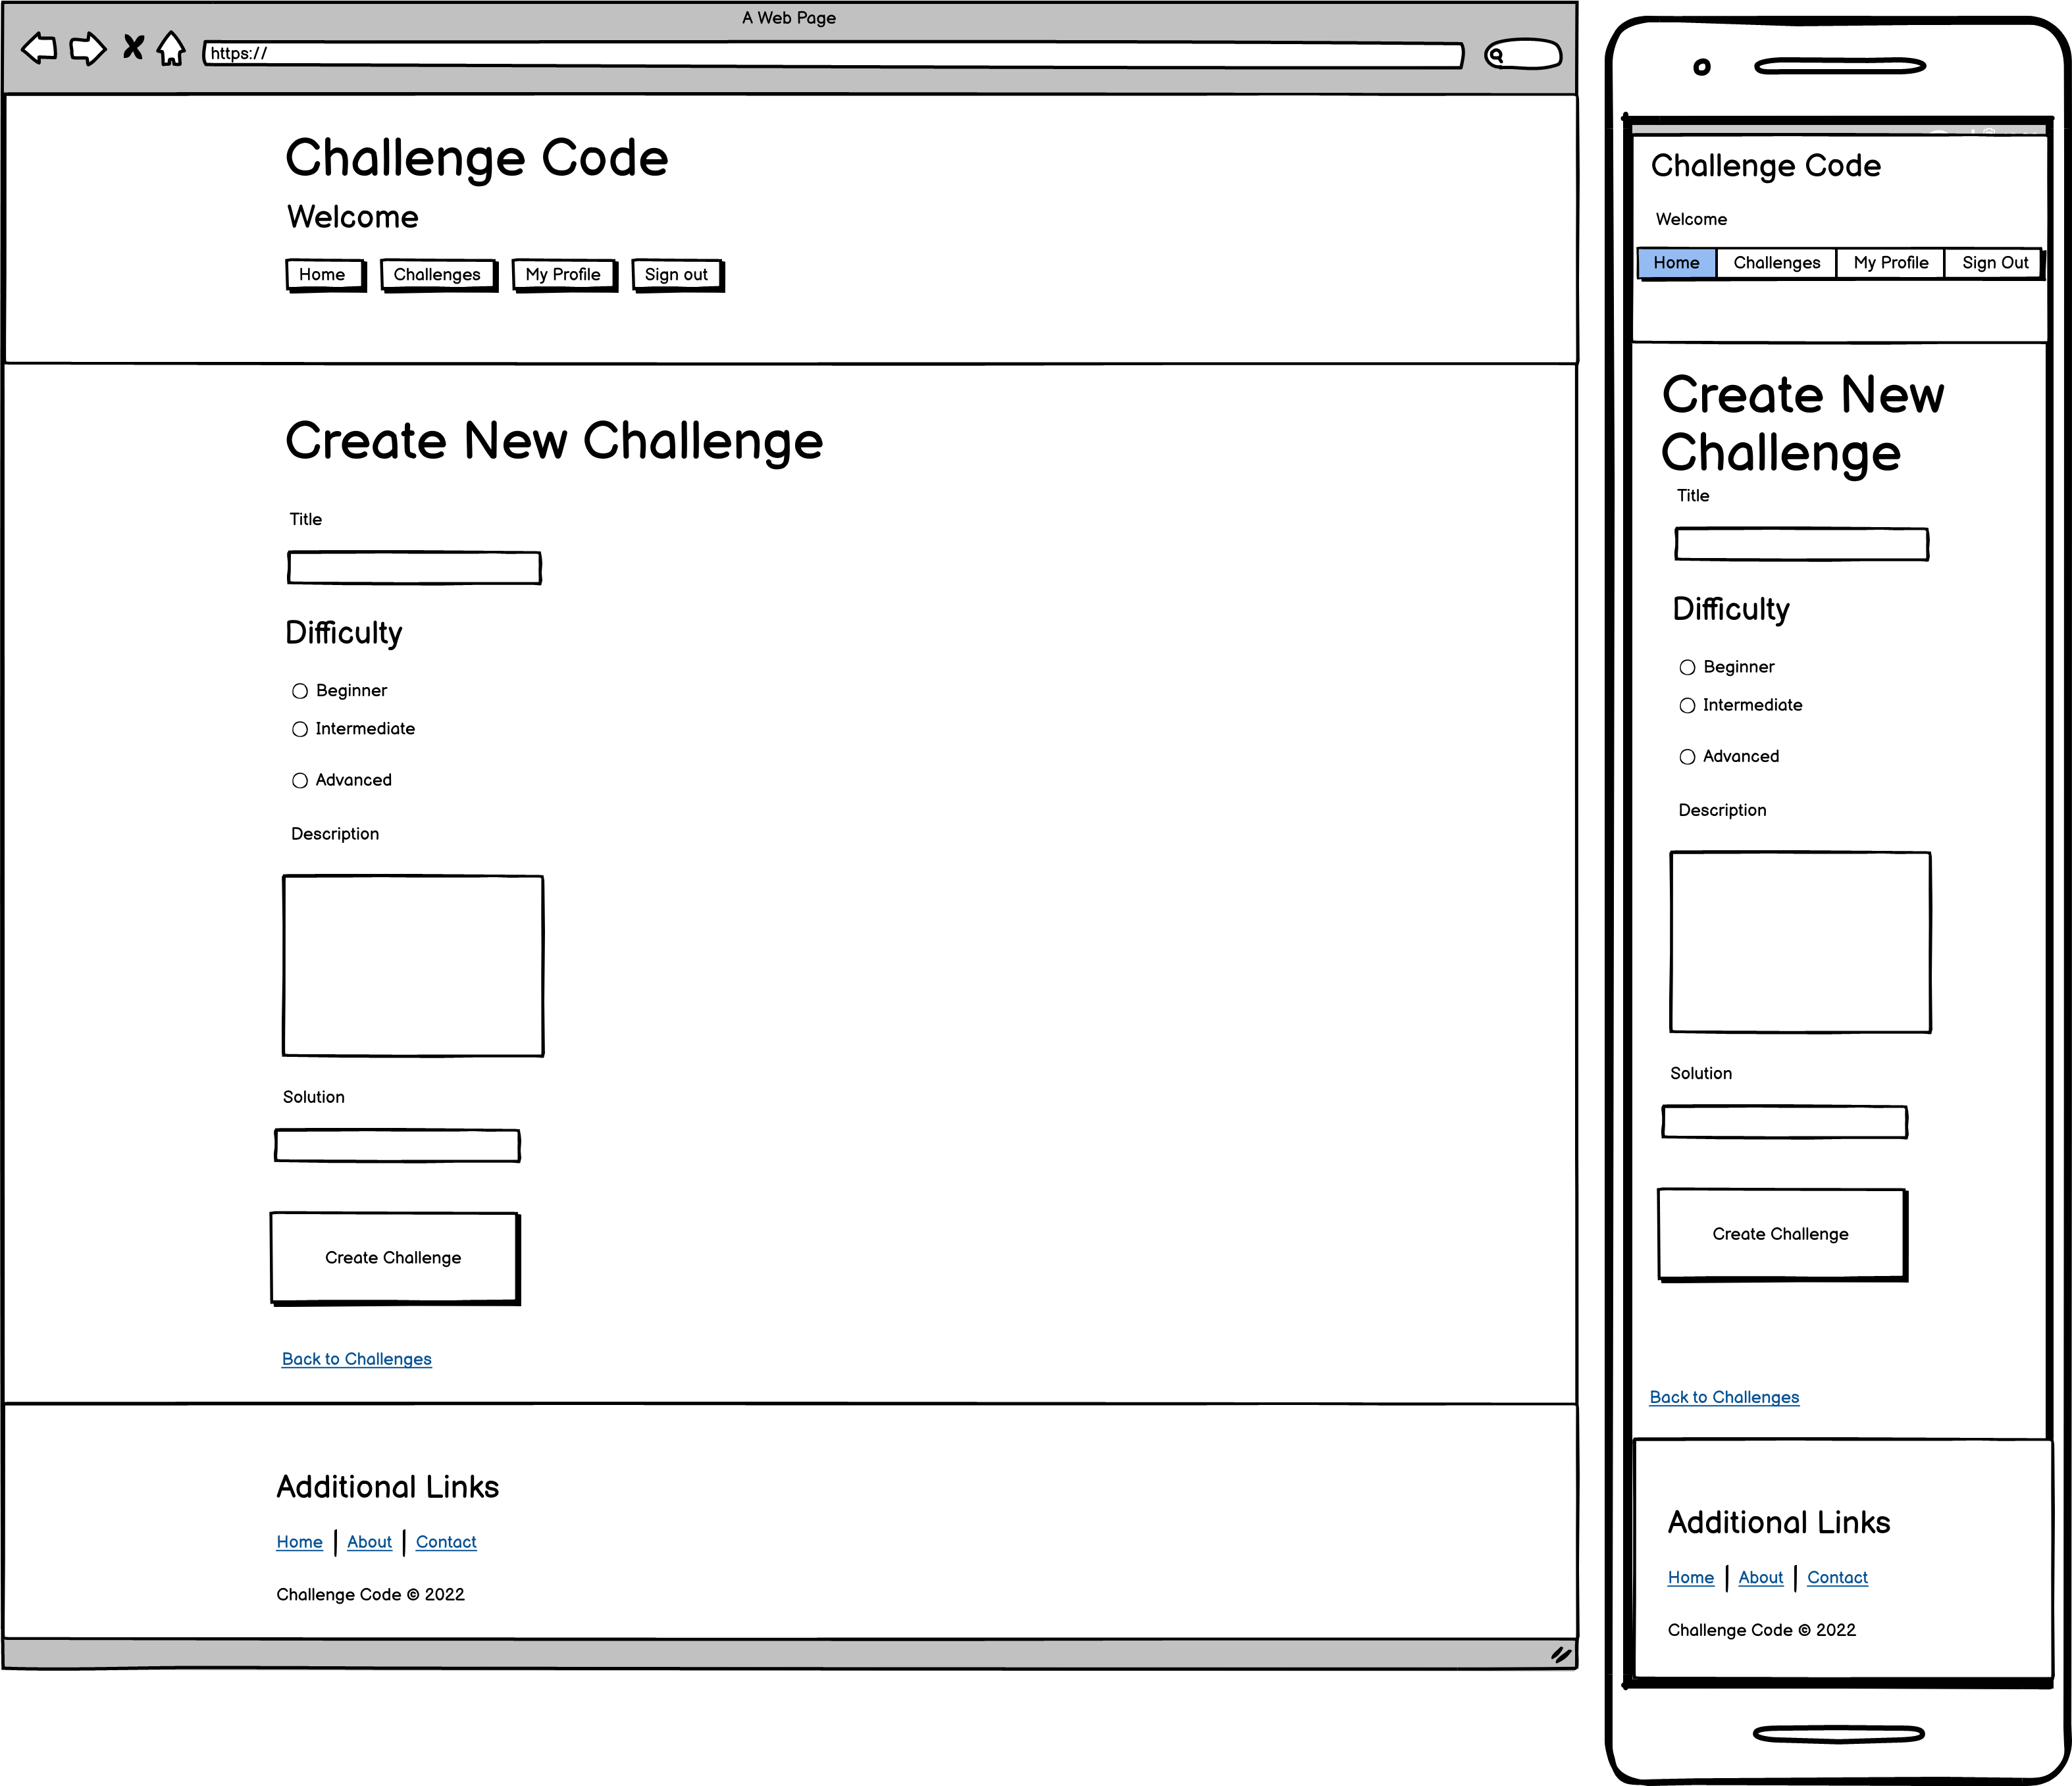 A Web Page
https://
Challenge Code
Welcome
Home Challenges My Profile Sign out
Create New Challenge
Title
Difficulty
Beginner
Intermediate
Advanced
Description
Solution
Create Challenge
Back to Challenges
Additional Links
Home About Contact
Challenge Code © 2022
Challenge Code
Welcome
Home Challenges My Profile Sign Out
Create New
Challenge
Title
Difficulty
Beginner
Intermediate
Advanced
Description
Solution
Create Challenge
Back to Challenges
Additional Links
Home About Contact
Challenge Code © 2022